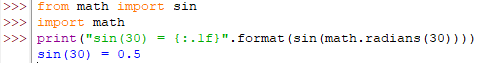 >>> from math import sin
>>> import math
>>> print("sin(30) = {:.1f}".format(sin(math.radians(30))))
sin(30) = 0.5